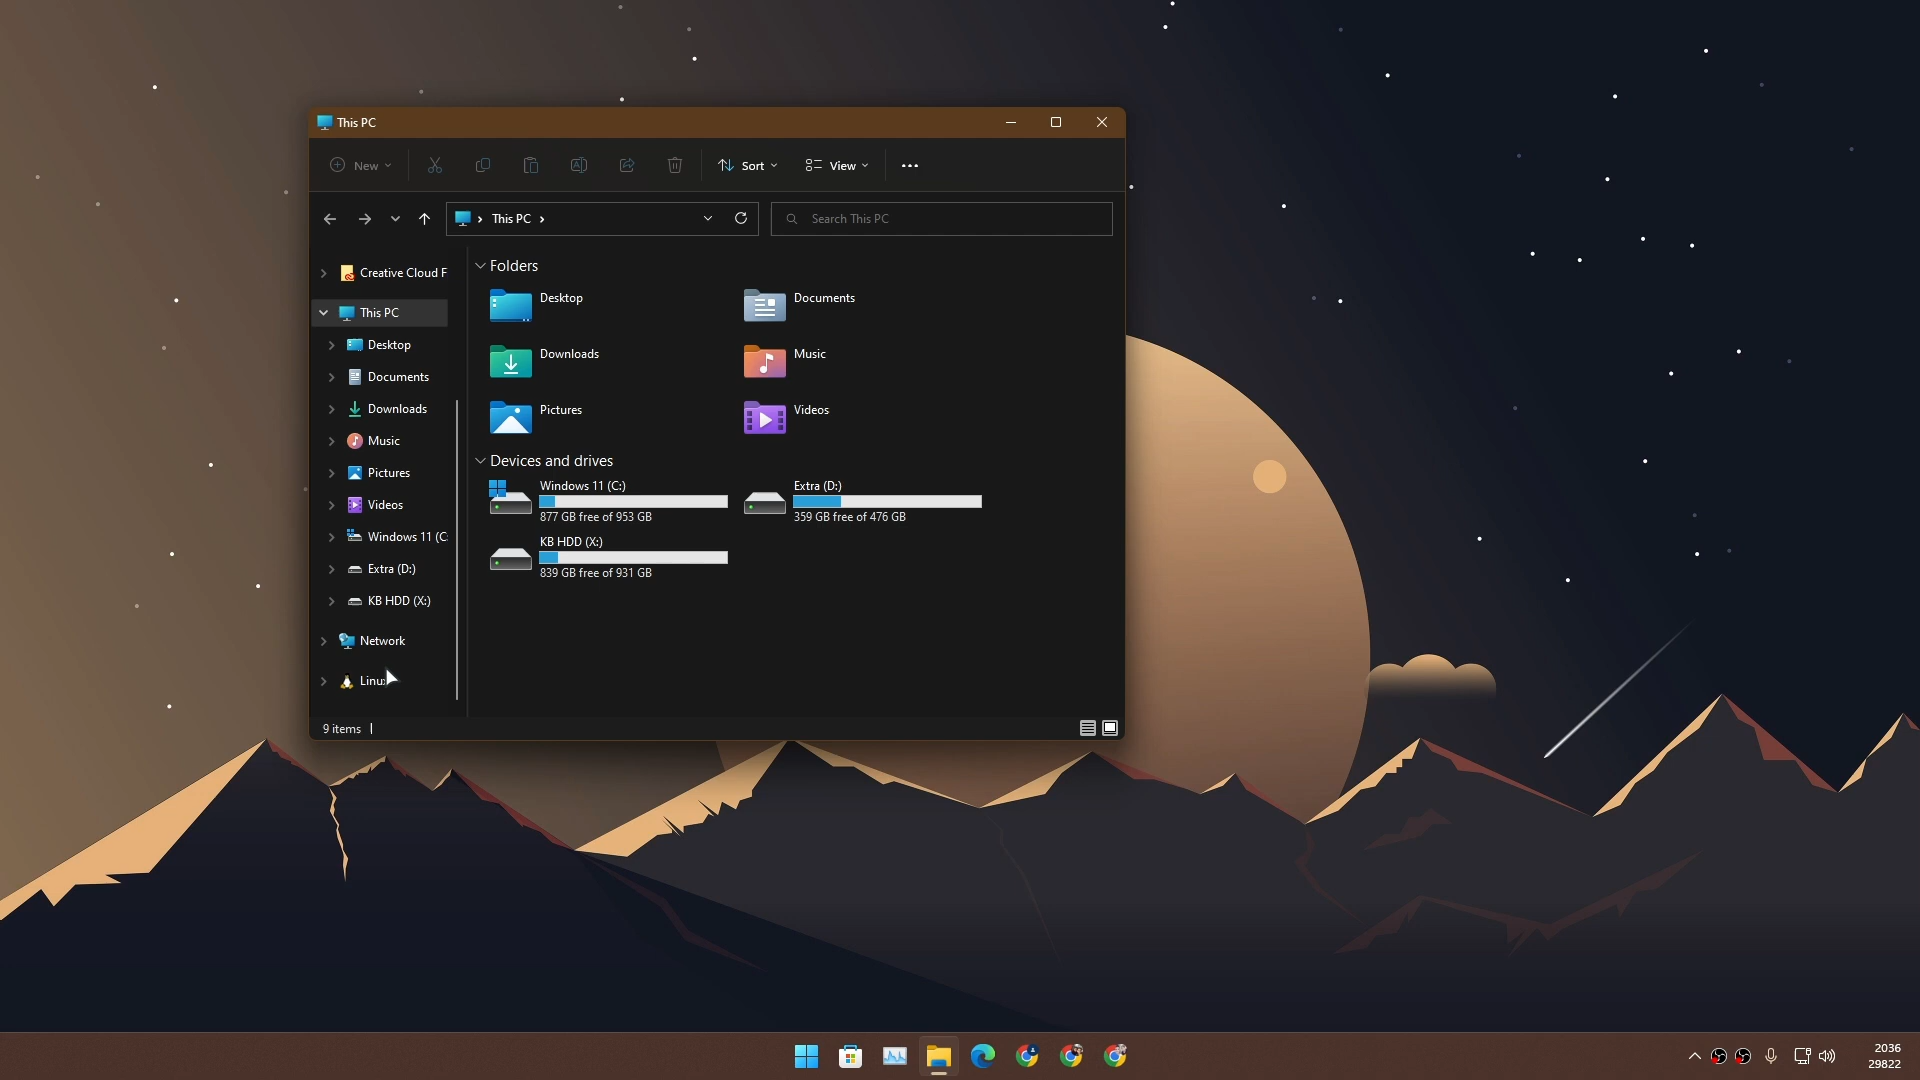 This PC
New
Sort
View
This PC
Search This PC
Creative Cloud F
This PC
Desktop
Documents
Downloads
Music
Pictures
Videos
Windows 11 (C:
Extra (D:)
KB HDD (X:)
Network
Linux
Folders
Desktop
Documents
Downloads
Music
Pictures
Videos
Devices and drives
Windows 11 (C:)
877 GB free of 953 GB
Extra (D:)
359 GB free of 476 GB
KB HDD (X:)
839 GB free of 931 GB
9 items
2036
29822